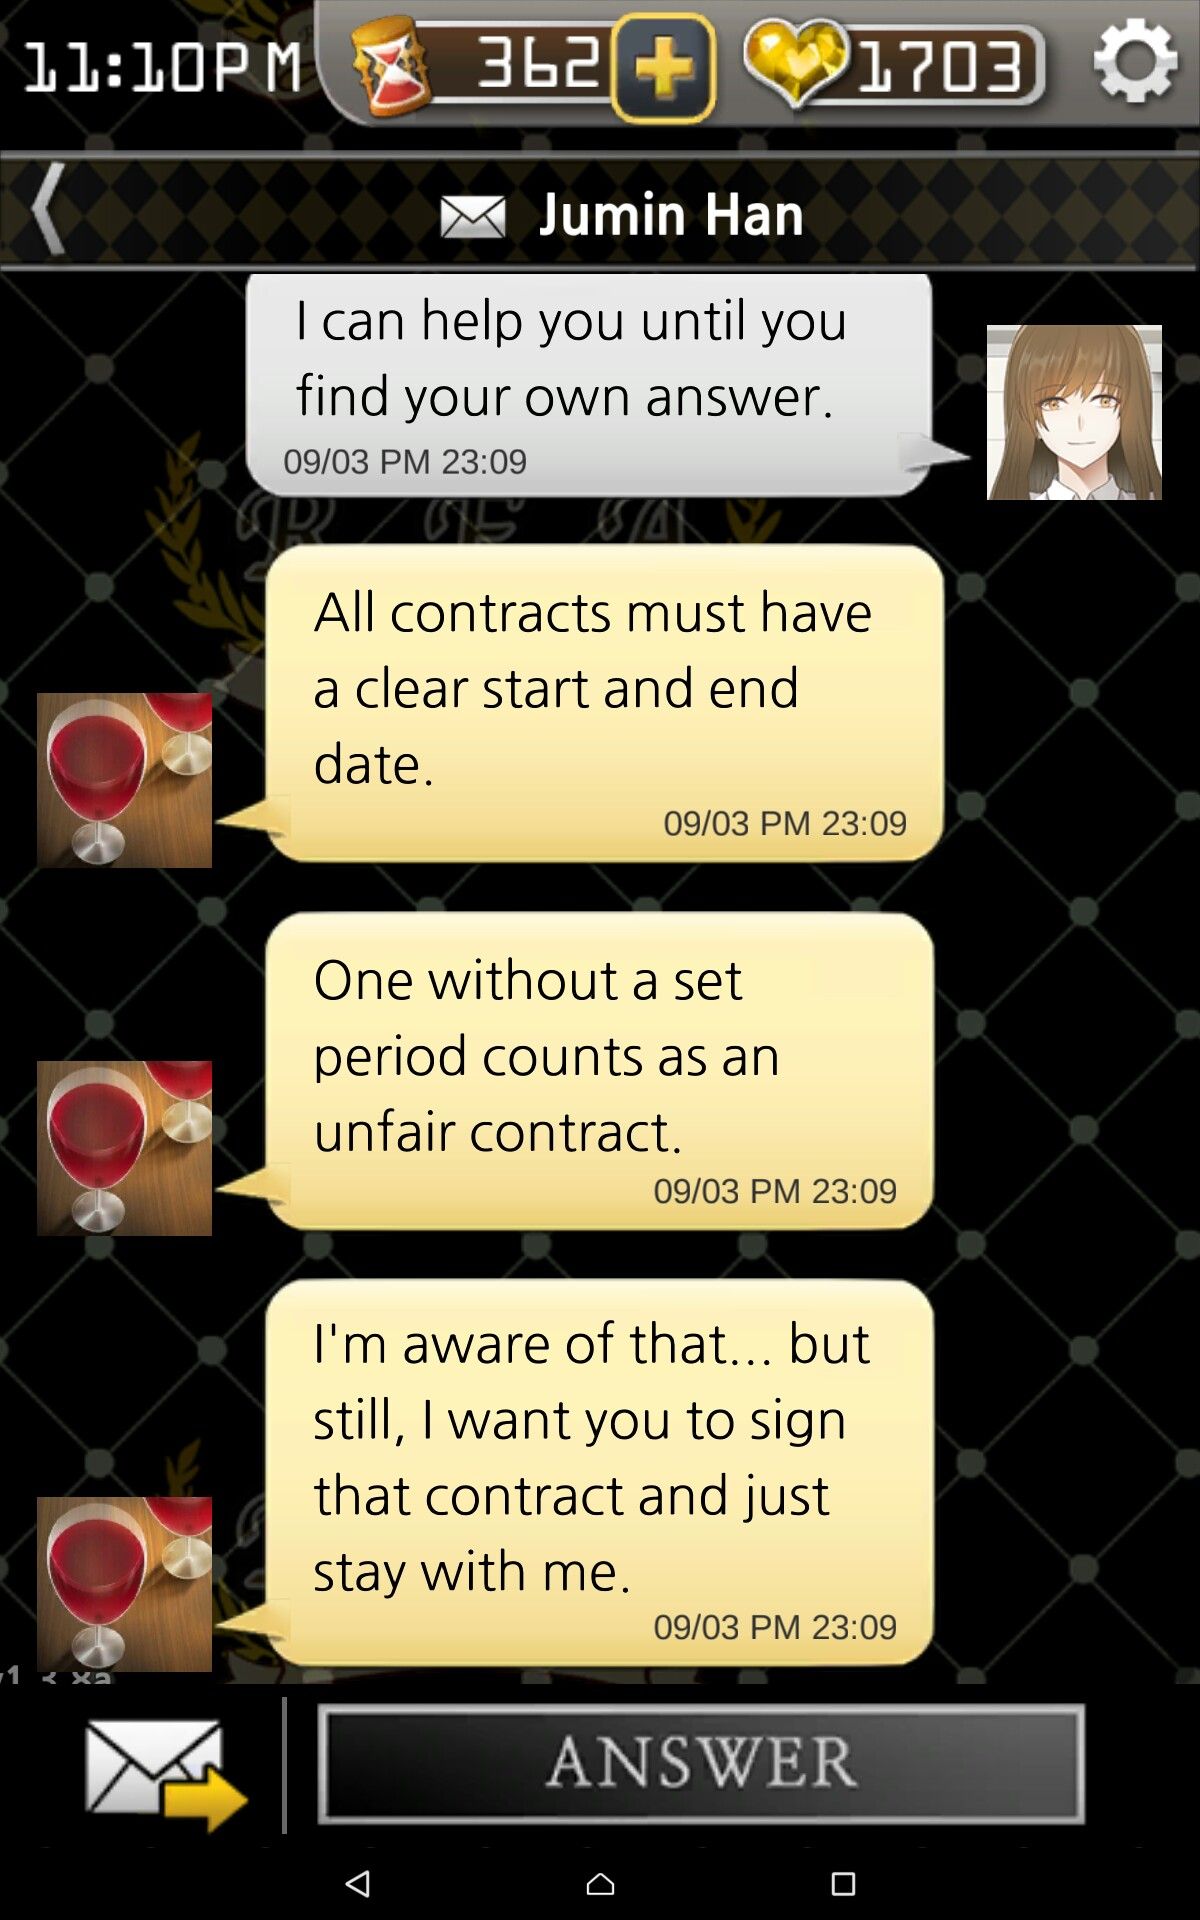 11:10PM 362 1703
Jumin Han
I can help you until you
find your own answer.
09/03 PM 23:09
RFA
All contracts must have
a clear start and end
date.
09/03 PM 23:09
One without a set
period counts as an
unfair contract.
09/03 PM 23:09
I'm aware of that... but
still, I want you to sign
that contract and just
stay with me.
09/03 PM 23:09
ANSWER